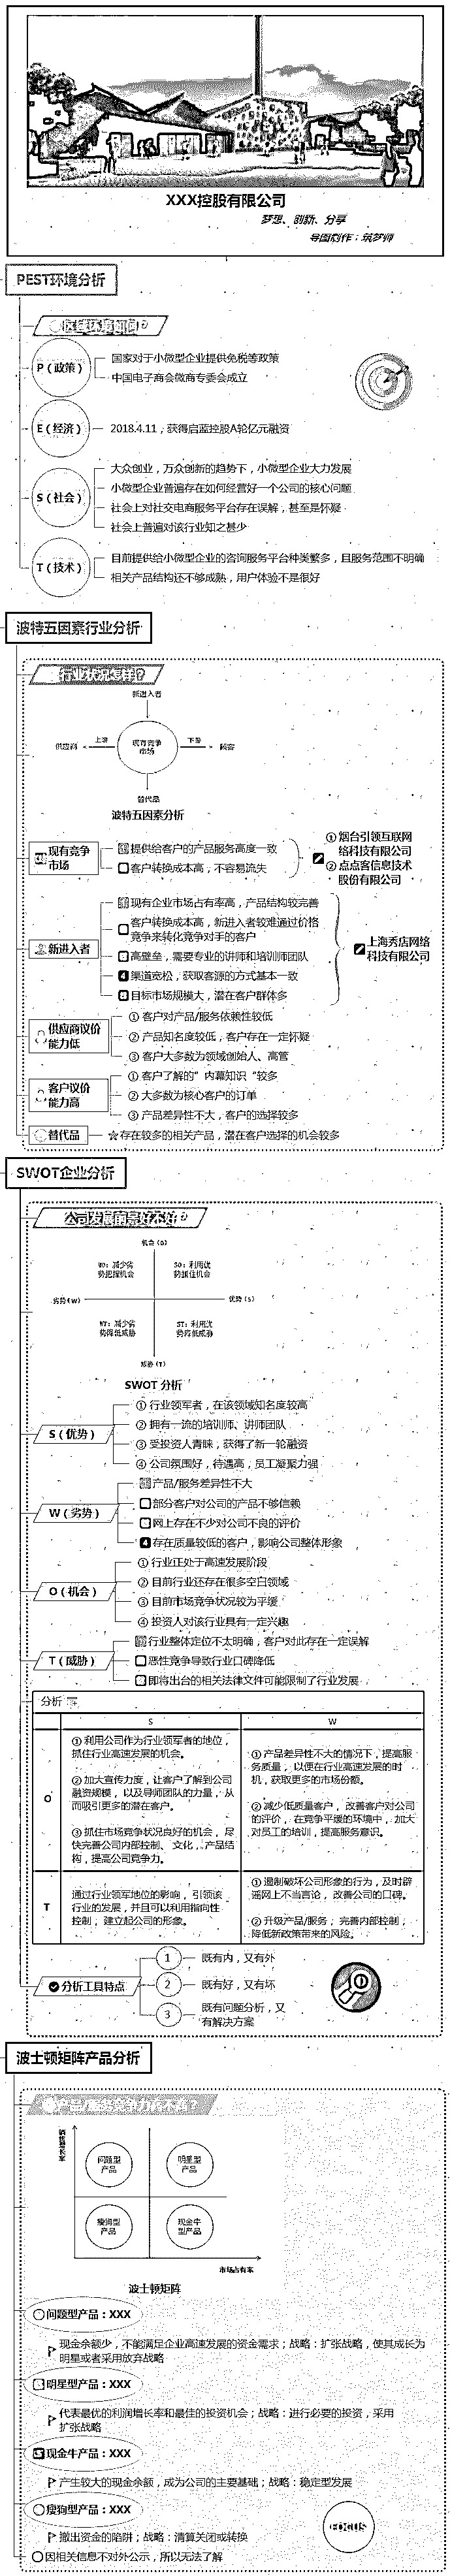 XXX控股有限公司
梦想、创新、分享
导图制作：筑梦师
PEST环境分析
区域环境如何？
P（政策）
国家对于小微型企业提供免税等政策
中国电子商会微商专委会成立
E（经济）
2018.4.11，获得启蓝控股A轮亿元融资
S（社会）
大众创业，万众创新的趋势下，小微型企业大力发展
小微型企业普遍存在如何经营好一个公司的核心问题
社会上对社交电商服务平台存在误解，甚至是怀疑
社会上普遍对该行业知之甚少
T（技术）
目前提供给小微型企业的咨询服务平台种类繁多，且服务范围不明确
相关产品结构还不够成熟，用户体验不是很好
波特五因素行业分析
行业状况怎样？
新进入者
供应商
上游
现有竞争
市场
下游
顾客
替代品
波特五因素分析
现有竞争
市场
提供给客户的产品服务高度一致
客户转换成本高，不容易流失
① 烟台引领互联网
络科技有限公司
② 点点客信息技术
股份有限公司
新进入者
现有企业市场占有率高，产品结构较完善
客户转换成本高，新进入者较难通过价格
竞争来转化竞争对手的客户
高壁垒，需要专业的讲师和培训师团队
4 渠道宽松，获取客源的方式基本一致
目标市场规模大，潜在客户群体多
上海秀店网络
科技有限公司
供应商议价
能力低
① 客户对产品/服务依赖性较低
② 产品知名度较低，客户存在一定怀疑
③ 客户大多数为领域创始人、高管
客户议价
能力高
① 客户了解的”内幕知识“较多
② 大多数为核心客户的订单
③ 产品差异性不大，客户的选择较多
替代品
存在较多的相关产品，潜在客户选择的机会较多
SWOT企业分析
公司发展前景好不好？
机会（O）
WO：减少劣
势把握机会
SO：利用优
势抓住机会
劣势（W）
优势（S）
WT：减少劣
势降低威胁
ST：利用优
势降低威胁
威胁（T）
SWOT 分析
S（优势）
① 行业领军者，在该领域知名度较高
② 拥有一流的培训师、讲师团队
③ 受投资人青睐，获得了新一轮融资
④ 公司氛围好，待遇高，员工凝聚力强
W（劣势）
产品/服务差异性不大
部分客户对公司的产品不够信赖
网上存在不少对公司不良的评价
4 存在质量较低的客户，影响公司整体形象
O（机会）
① 行业正处于高速发展阶段
② 目前行业还存在很多空白领域
③ 目前市场竞争状况较为平缓
④ 投资人对该行业具有一定兴趣
T（威胁）
行业整体定位不太明确，客户对此存在一定误解
恶性竞争导致行业口碑降低
即将出台的相关法律文件可能限制了行业发展
分析
S
W
O
① 利用公司作为行业领军者的地位，
抓住行业高速发展的机会。
② 加大宣传力度，让客户了解到公司
融资规模，以及导师团队的力量，从
而吸引更多的潜在客户。
③ 抓住市场竞争状况良好的机会，尽
快完善公司内部控制、文化，产品结
构，提高公司竞争力。
① 产品差异性不大的情况下，提高服
务质量，以便在行业高速发展的时
机，获取更多的市场份额。
② 减少低质量客户，改善客户对公司
的评价，在竞争平缓的环境中，加大
对员工的培训，提高服务意识。
T
通过行业领军地位的影响，引领该
行业的发展，并且可以利用指向性
控制，建立起公司的形象。
① 遏制破坏公司形象的行为，及时辟
谣网上不当言论，改善公司的口碑。
② 升级产品/服务；完善内部控制，
降低新政策带来的风险。
分析工具特点
1
既有内，又有外
2
既有好，又有坏
3
既有问题分析，又
有解决方案
波士顿矩阵产品分析
产品/服务竞争力底不高？
销售增长率
问题型
产品
明星型
产品
瘦狗型
产品
现金牛
型产品
市场占有率
波士顿矩阵
问题型产品：XXX
现金余额少，不能满足企业高速发展的资金需求；战略：扩张战略，使其成长为
明星或者采用放弃战略
明星型产品：XXX
代表最优的利润增长率和最佳的投资机会；战略：进行必要的投资，采用
扩张战略
现金牛产品：XXX
产生较大的现金余额，成为公司的主要基础；战略：稳定型发展
瘦狗型产品：XXX
撤出资金的陷阱；战略：清算关闭或转换
因相关信息不对外公示，所以无法了解
FOCUS